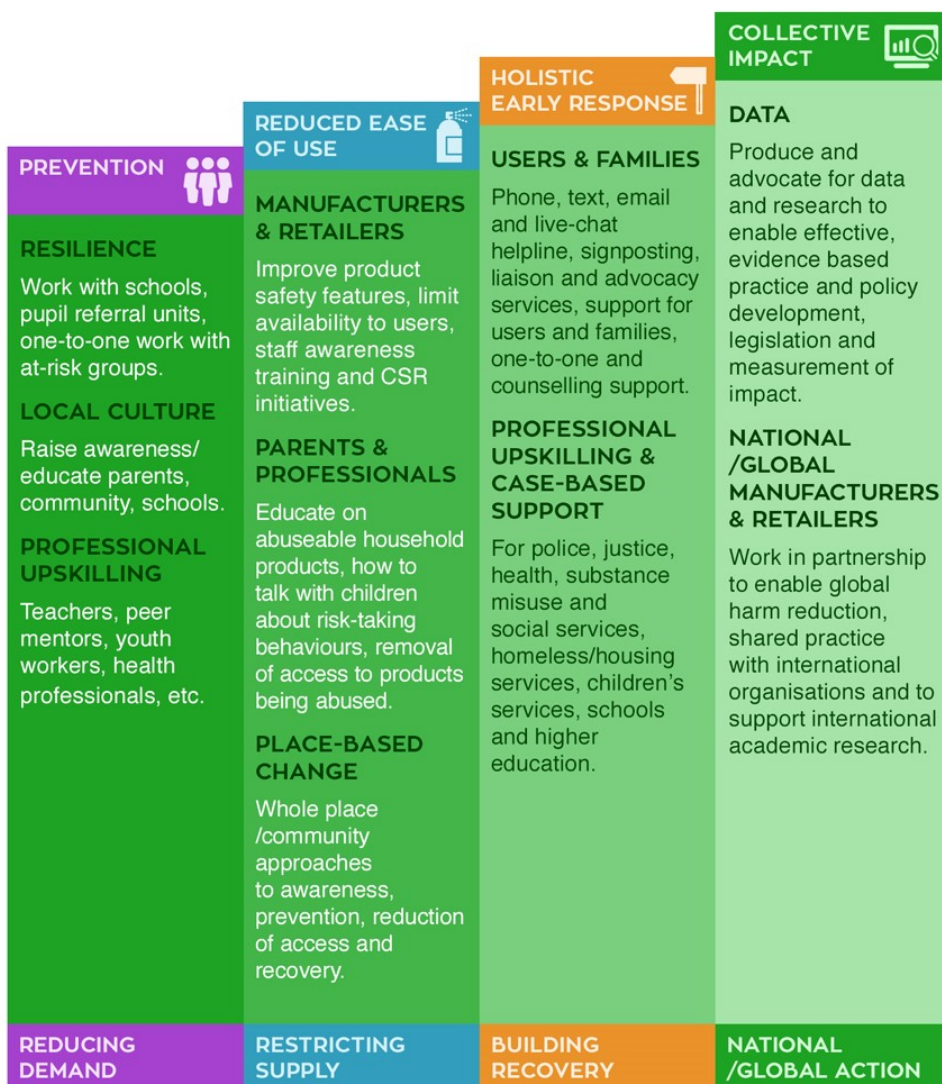 PREVENTION
RESILIENCE
Work with schools,
pupil referral units,
one-to-one work with
at-risk groups.
LOCAL CULTURE
Raise awareness/
educate parents,
community, schools.
PROFESSIONAL
UPSKILLING
Teachers, peer
mentors, youth
workers, health
professionals, etc.
REDUCING
DEMAND
REDUCED EASE
OF USE
MANUFACTURERS
& RETAILERS
Improve product
safety features, limit
availability to users,
staff awareness
training and CSR
initiatives.
PARENTS &
PROFESSIONALS
Educate on
abuseable household
products, how to
talk with children
about risk-taking
behaviours, removal
of access to products
being abused.
PLACE-BASED
CHANGE
Whole place
/community
approaches
to awareness,
prevention, reduction
of access and
recovery.
RESTRICTING
SUPPLY
HOLISTIC
EARLY RESPONSE
USERS & FAMILIES
Phone, text, email
and live-chat
helpline, signposting,
liaison and advocacy
services, support for
users and families,
one-to-one and
counselling support.
PROFESSIONAL
UPSKILLING &
CASE-BASED
SUPPORT
For police, justice,
health, substance
misuse and
social services,
homeless/housing
services, children's
services, schools
and higher
education.
BUILDING
RECOVERY
COLLECTIVE
IMPACT
DATA
Produce and
advocate for data
and research to
enable effective,
evidence based
practice and policy
development,
legislation and
measurement of
impact.
NATIONAL
/GLOBAL
MANUFACTURERS
& RETAILERS
Work in partnership
to enable global
harm reduction,
shared practice
with international
organisations and to
support international
academic research.
NATIONAL
/GLOBAL ACTION